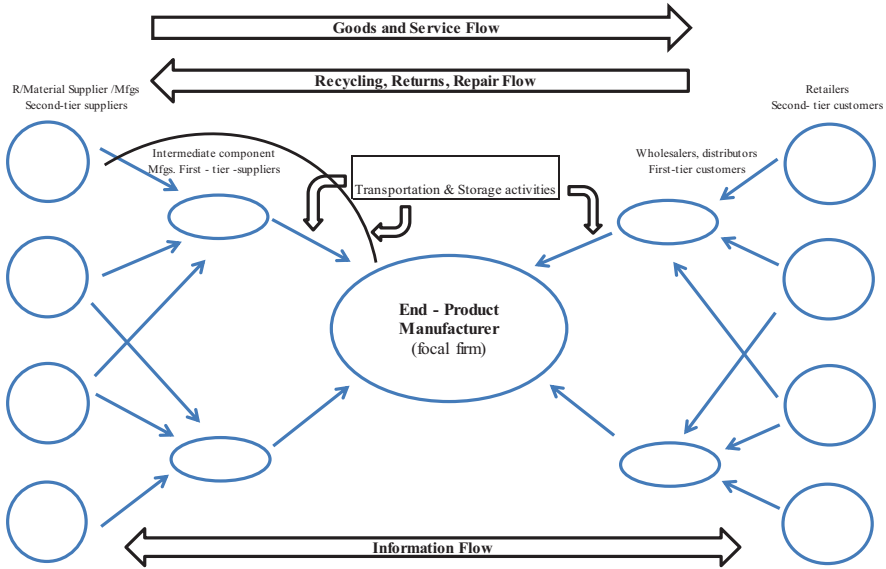 Goods and Service Flow
Recycling, Returns, Repair Flow
R/Material Supplier /Mfgs
Second-tier suppliers
Retailers
Second- tier customers
Intermediate component
Mfgs. First - tier -suppliers
Transportation & Storage activities
Wholesalers, distributors
First-tier customers
End - Product
Manufacturer
(focal firm)
Information Flow